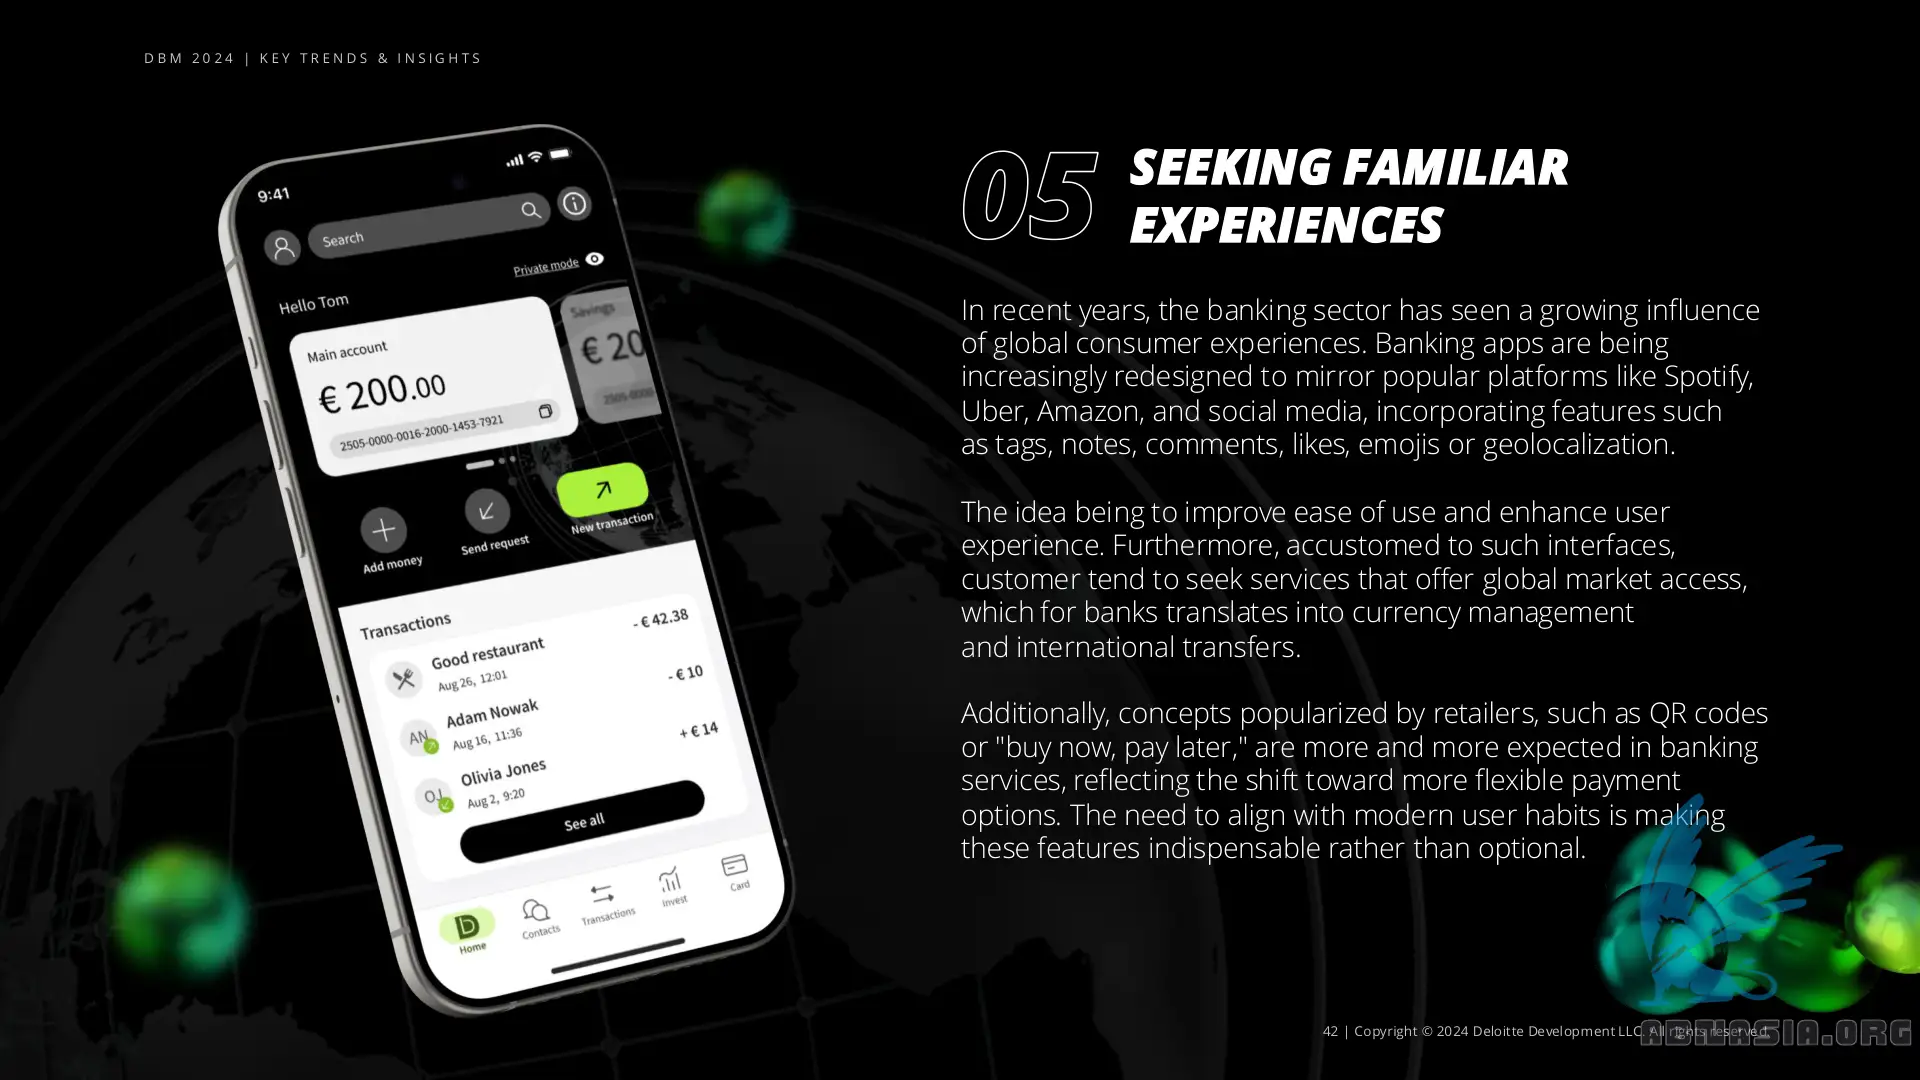 DBM 2024 | KEY TRENDS & INSIGHTS
9:41
Search
Private mode
Hello Tom
Main account
€ 200.00
2505-0000-0016-2000-1453-7921
Savings
€ 20
2505-0000
Add money
Send request
New transaction
Transactions
Good restaurant
- € 42.38
Aug 26, 12:01
AN
Adam Nowak
- € 10
Aug 16, 11:36
OJ
Olivia Jones
+ € 14
Aug 2, 9:20
See all
Home
Contacts
Transactions
Invest
Card
05
SEEKING FAMILIAR
EXPERIENCES
In recent years, the banking sector has seen a growing influence
of global consumer experiences. Banking apps are being
increasingly redesigned to mirror popular platforms like Spotify,
Uber, Amazon, and social media, incorporating features such
as tags, notes, comments, likes, emojis or geolocalization.
The idea being to improve ease of use and enhance user
experience. Furthermore, accustomed to such interfaces,
customer tend to seek services that offer global market access,
which for banks translates into currency management
and international transfers.
Additionally, concepts popularized by retailers, such as QR codes
or "buy now, pay later," are more and more expected in banking
services, reflecting the shift toward more flexible payment
options. The need to align with modern user habits is making
these features indispensable rather than optional.
42 | Copyright © 2024 Deloitte Development LLC. All rights reserved.
ABIVASIA.ORG